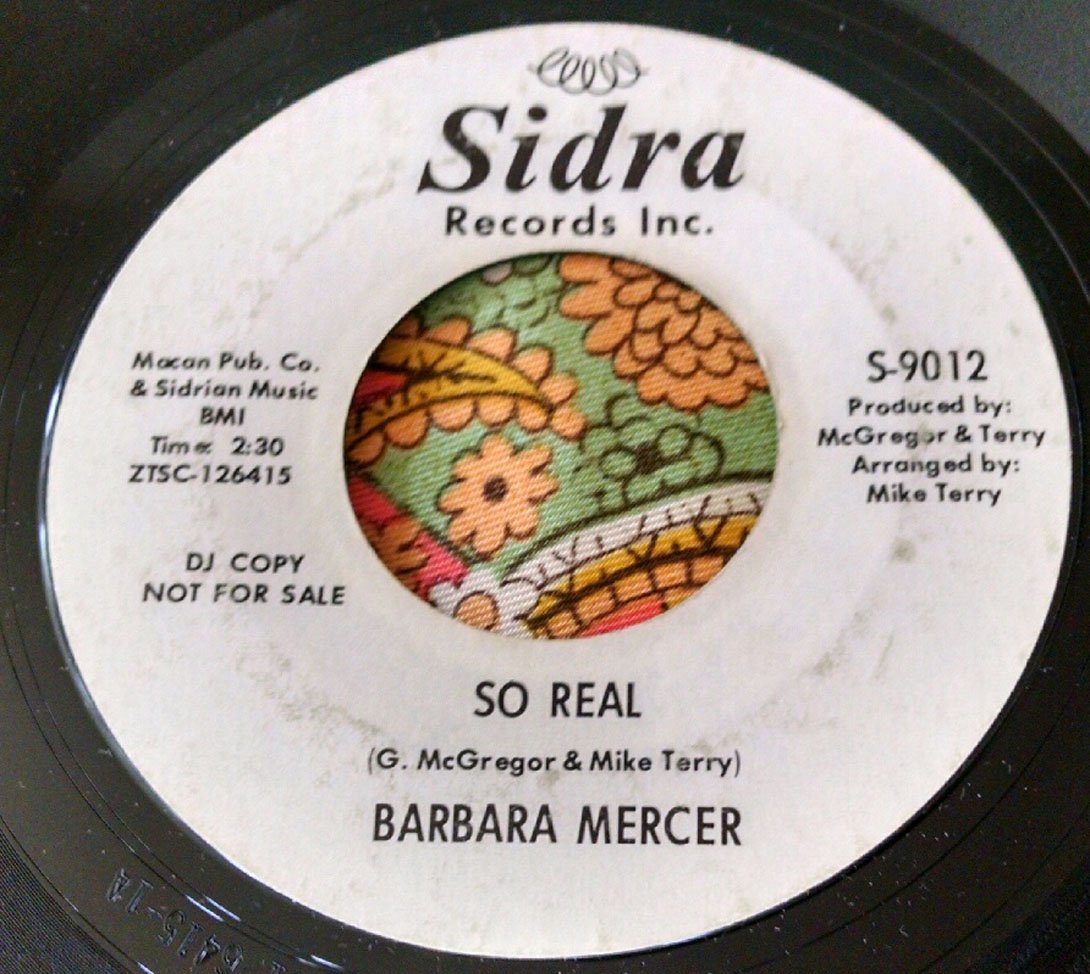 Sidra
Records Inc.
Macan Pub. Co.
& Sidrian Music
BMI
Time: 2:30
ZTSC-126415
DJ COPY
NOT FOR SALE
S-9012
Produced by:
McGregor & Terry
Arranged by:
Mike Terry
SO REAL
(G. McGregor & Mike Terry)
BARBARA MERCER